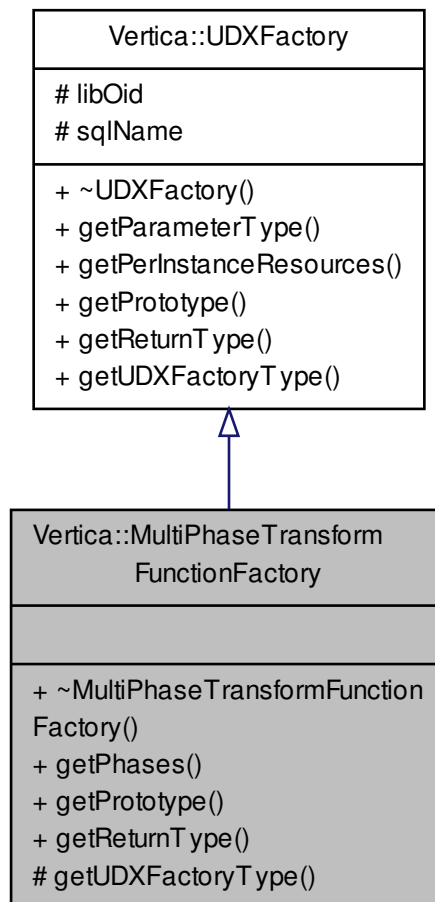 Vertica::UDXFactory
# libOid
# sqlName
+ ~UDXFactory()
+ getParameterType()
+ getPerInstanceResources()
+ getPrototype()
+ getReturnType()
+ getUDXFactoryType()
Vertica::MultiPhaseTransform
FunctionFactory
+ ~MultiPhaseTransformFunction
Factory()
+ getPhases()
+ getPrototype()
+ getReturnType()
# getUDXFactoryType()